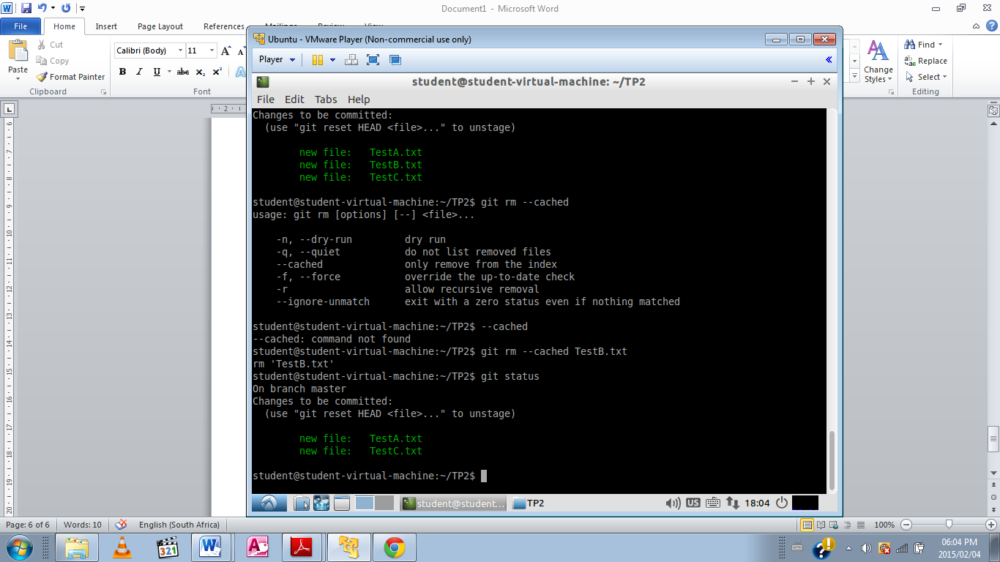 Document1 - Microsoft Word
File Home Insert Page Layout References Mailings Review View
Cut
Copy
Format Painter
Paste
Clipboard
Calibri (Body) 11
B I U abc x₂ x²
Font
Change
Styles
Find
Replace
Select
Editing
Ubuntu - VMware Player (Non-commercial use only)
Player
student@student-virtual-machine: ~/TP2
File Edit Tabs Help
Changes to be committed:
  (use "git reset HEAD <file>..." to unstage)
        new file:   TestA.txt
        new file:   TestB.txt
        new file:   TestC.txt
student@student-virtual-machine:~/TP2$ git rm --cached
usage: git rm [options] [--] <file>...
    -n, --dry-run         dry run
    -q, --quiet           do not list removed files
    --cached              only remove from the index
    -f, --force           override the up-to-date check
    -r                    allow recursive removal
    --ignore-unmatch      exit with a zero status even if nothing matched
student@student-virtual-machine:~/TP2$ --cached
--cached: command not found
student@student-virtual-machine:~/TP2$ git rm --cached TestB.txt
rm 'TestB.txt'
student@student-virtual-machine:~/TP2$ git status
On branch master
Changes to be committed:
  (use "git reset HEAD <file>..." to unstage)
        new file:   TestA.txt
        new file:   TestC.txt
student@student-virtual-machine:~/TP2$
student@student... TP2 US 18:04
Page: 6 of 6 Words: 10 English (South Africa) 100%
321
06:04 PM
2015/02/04